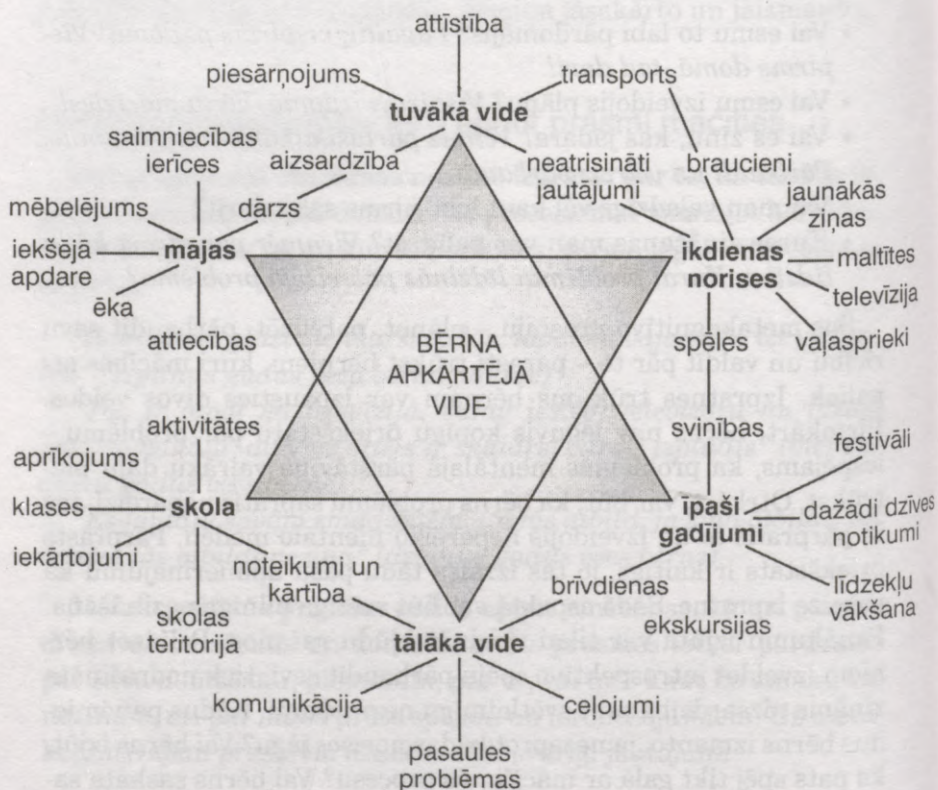 attīstība
piesārņojums
transports
tuvākā vide
saimniecības
ierīces
aizsardzība
neatrisināti
jautājumi
braucieni
mēbelējums
dārzs
jaunākās
ziņas
iekšējā
apdare
mājas
ikdienas
norises
maltītes
televīzija
ēka
attiecības
BĒRNA
APKĀRTĒJĀ
VIDE
spēles
vaļasprieki
aktivitātes
svinības
festivāli
aprīkojums
klases
skola
īpaši
gadījumi
dažādi dzīves
notikumi
iekārtojumi
noteikumi un
kārtība
brīvdienas
līdzekļu
vākšana
skolas
teritorija
ekskursijas
tālākā vide
komunikācija
ceļojumi
pasaules
problēmas